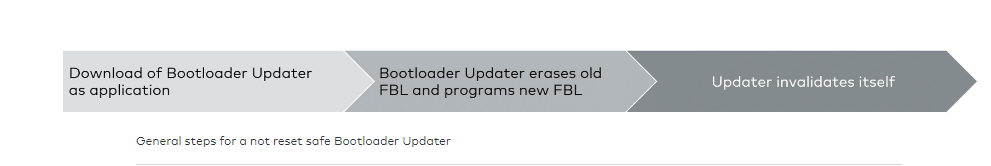 Download of Bootloader Updater
as application
Bootloader Updater erases old
FBL and programs new FBL
Updater invalidates itself
General steps for a not reset safe Bootloader Updater